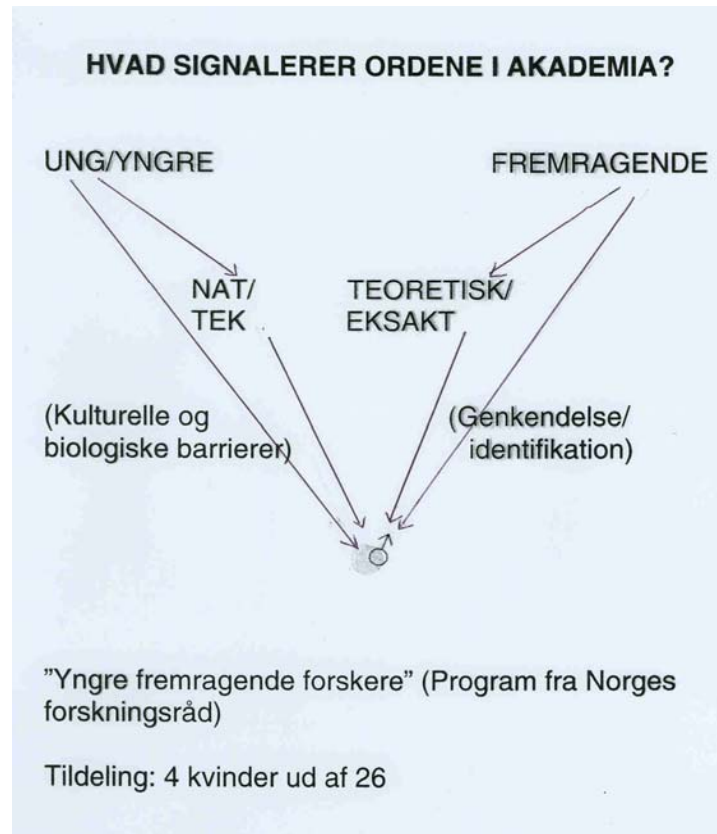 HVAD SIGNALERER ORDENE I AKADEMIA?
UNG/YNGRE
FREMRAGENDE
NAT/
TEK
TEORETISK/
EKSAKT
(Kulturelle og
biologiske barrierer)
(Genkendelse/
identifikation)
♂
”Yngre fremragende forskere” (Program fra Norges
forskningsråd)
Tildeling: 4 kvinder ud af 26